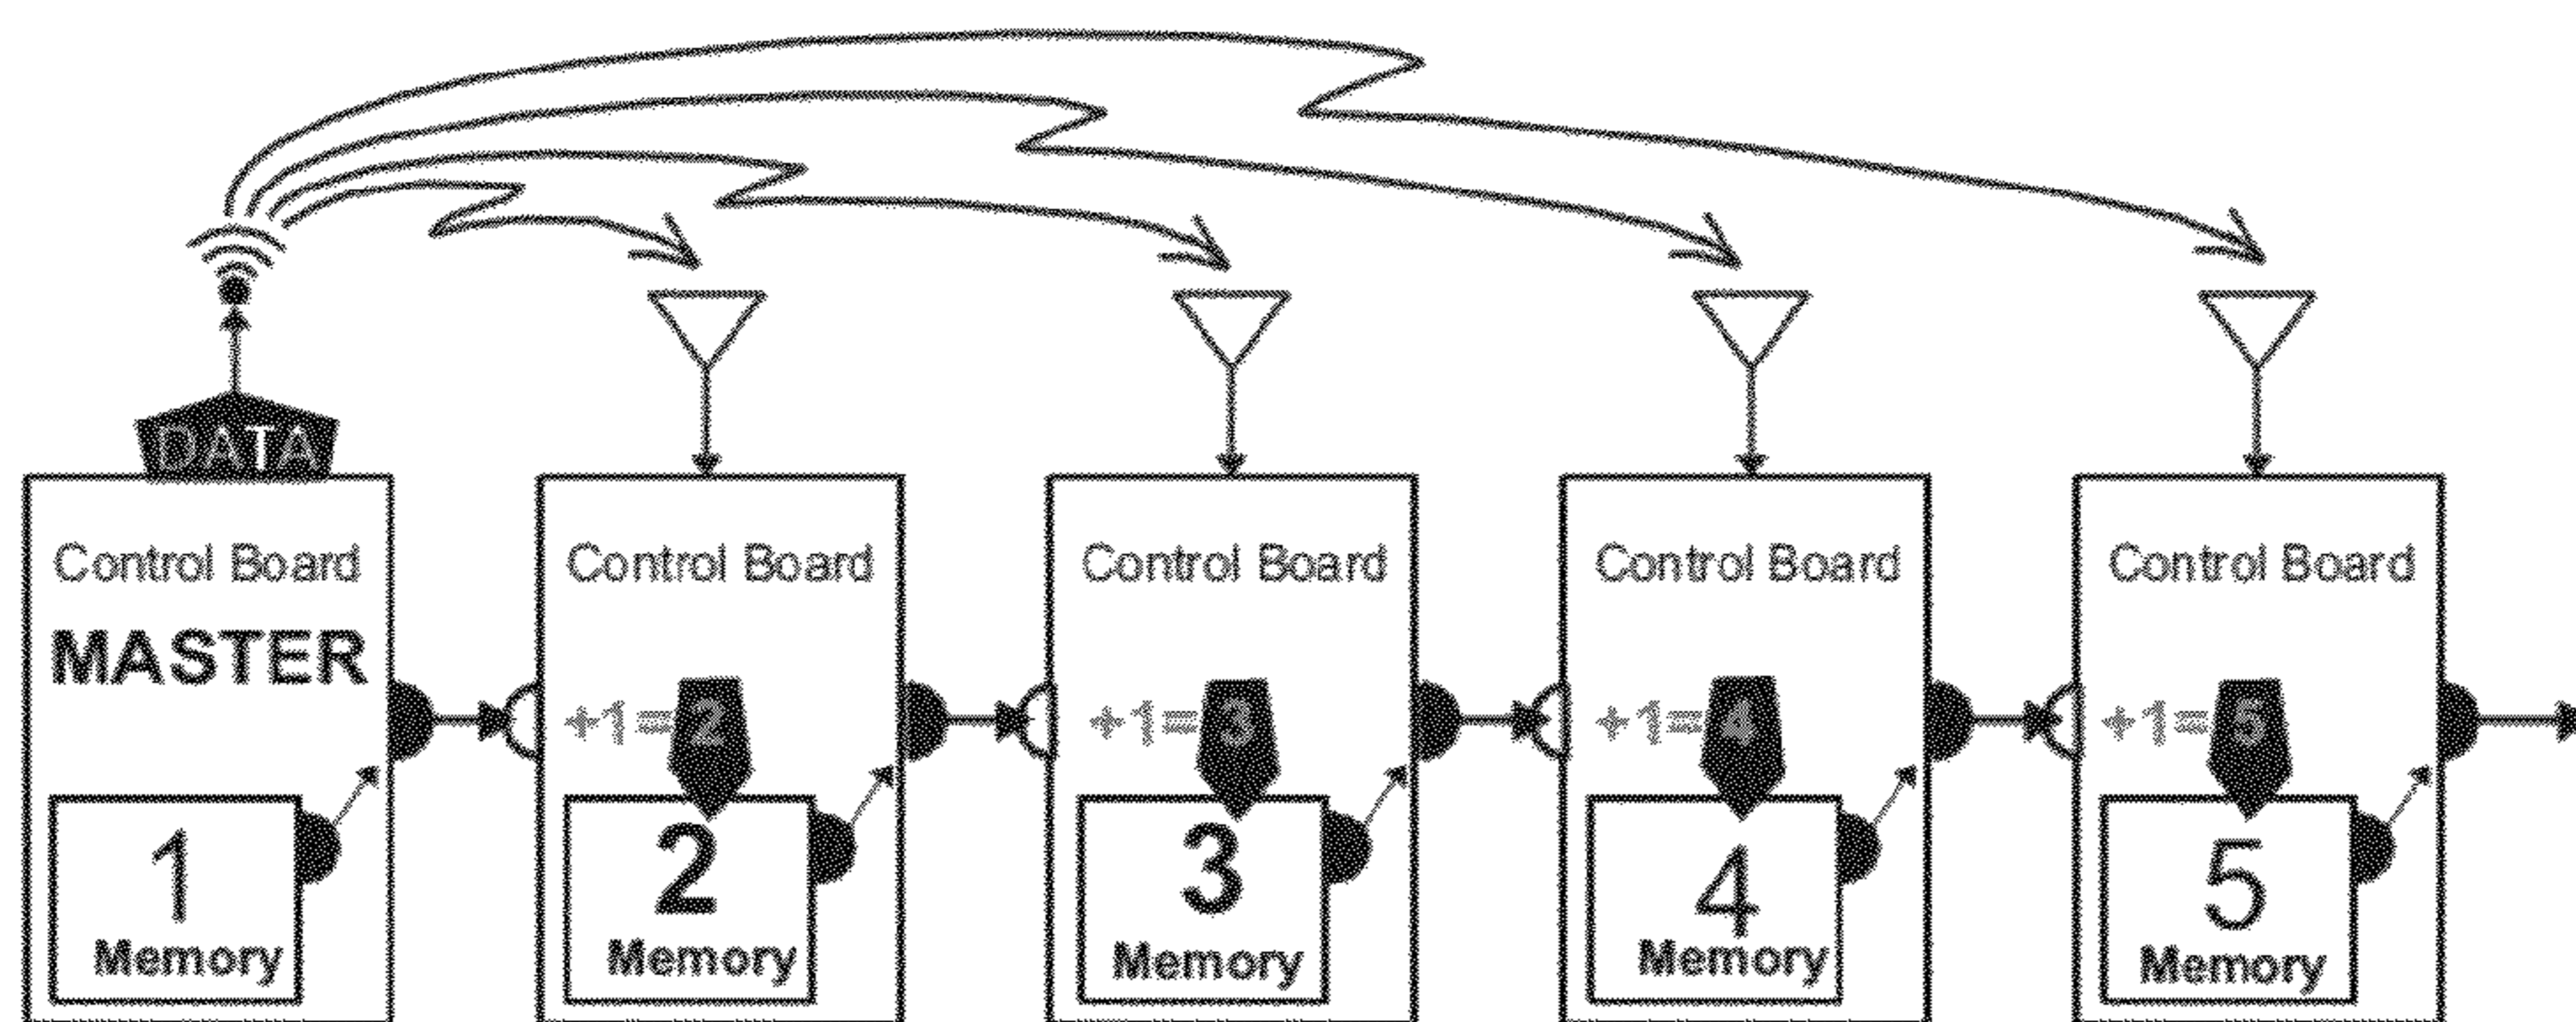 DATA
Control Board Control Board Control Board Control Board Control Board
MASTER
+1=2 +1=3 +1=4 +1=5
1 2 3 4 5
Memory Memory Memory Memory Memory